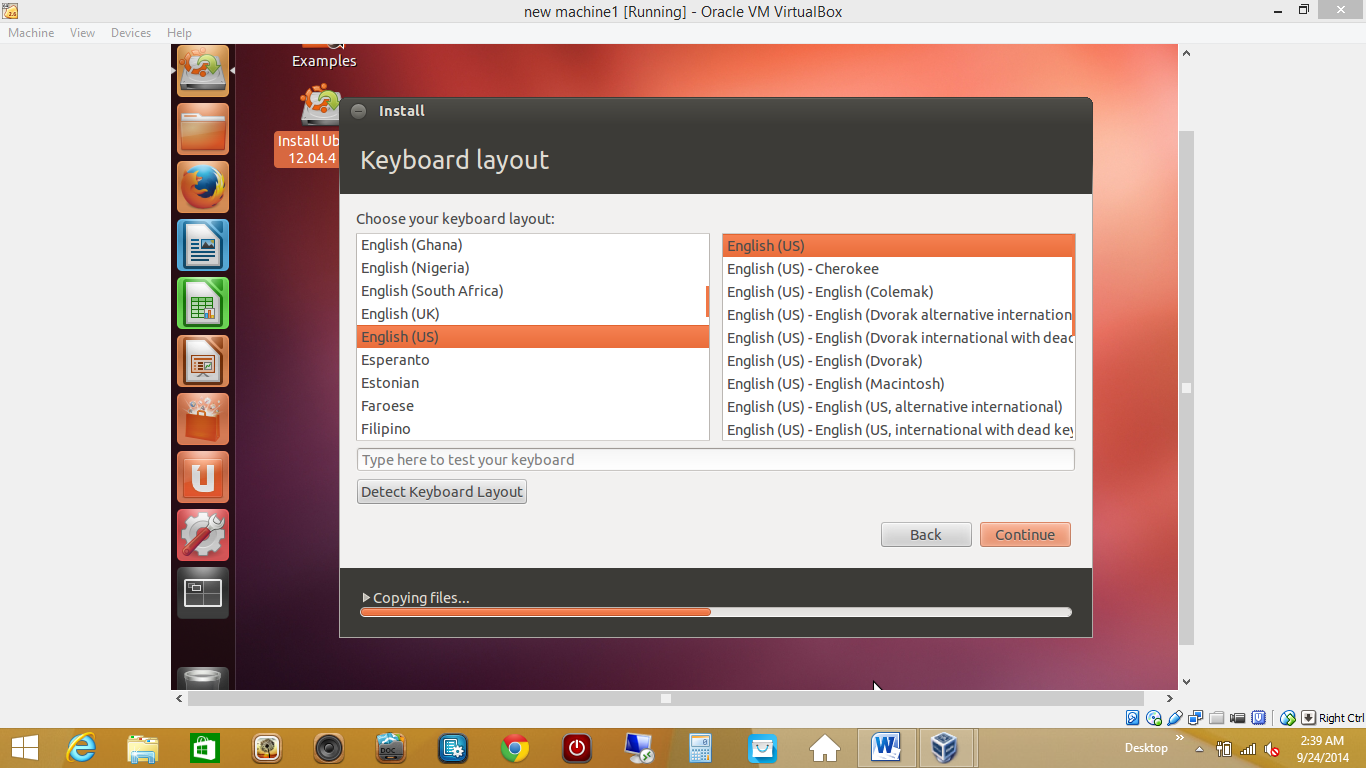 new machine1 [Running] - Oracle VM VirtualBox
Machine View Devices Help
Examples
Install Ub
12.04.4
Install
Keyboard layout
Choose your keyboard layout:
English (Ghana)
English (Nigeria)
English (South Africa)
English (UK)
English (US)
Esperanto
Estonian
Faroese
Filipino
English (US)
English (US) - Cherokee
English (US) - English (Colemak)
English (US) - English (Dvorak alternative internation
English (US) - English (Dvorak international with dead
English (US) - English (Dvorak)
English (US) - English (Macintosh)
English (US) - English (US, alternative international)
English (US) - English (US, international with dead key
Type here to test your keyboard
Detect Keyboard Layout
Back Continue
Copying files...
Right Ctrl
Desktop
2:39 AM
9/24/2014